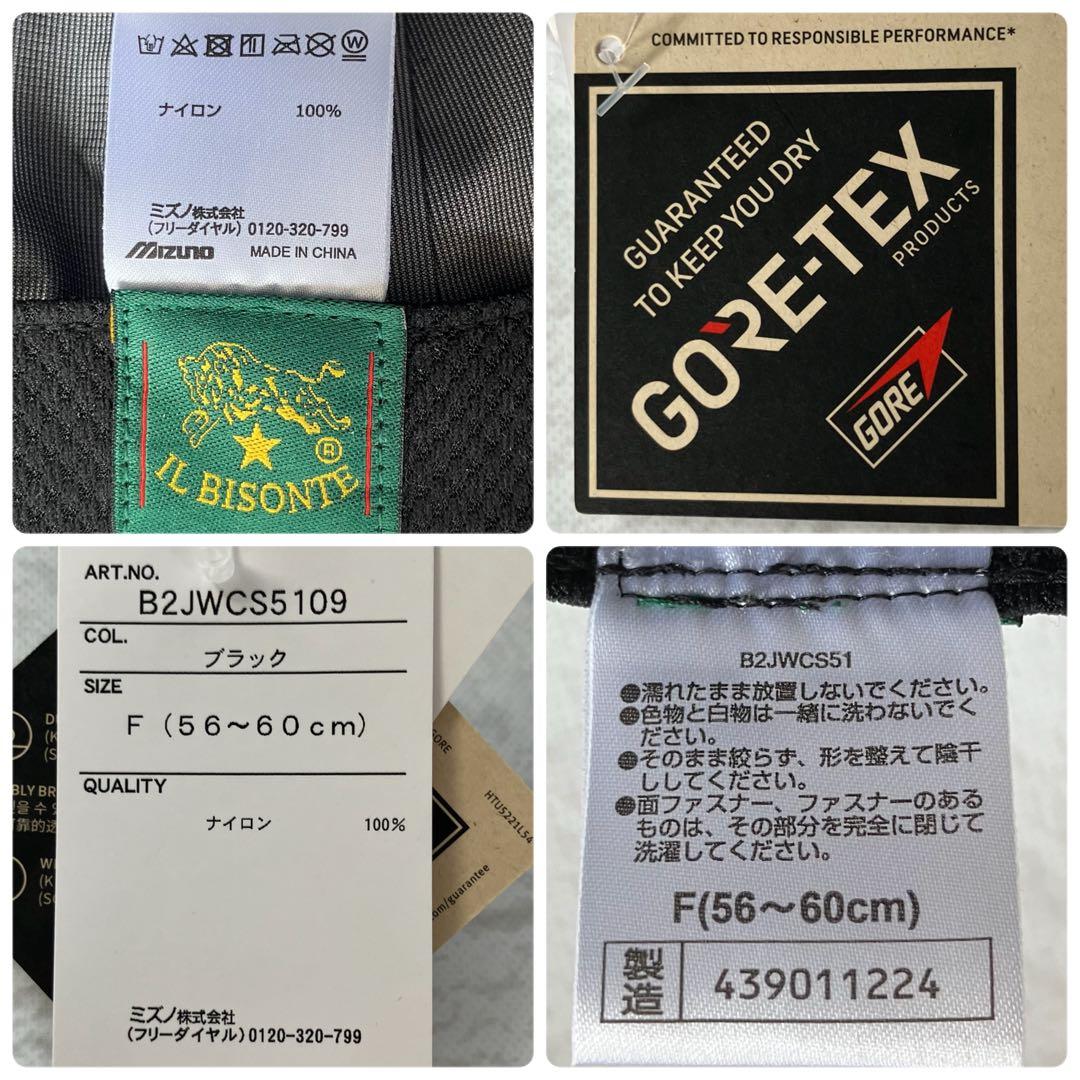 ナイロン 100%
ミズノ株式会社
(フリーダイヤル) 0120-320-799
MIZUNO MADE IN CHINA
IL BISONTE
®
COMMITTED TO RESPONSIBLE PERFORMANCE*
GUARANTEED
TO KEEP YOU DRY
GORE-TEX
PRODUCTS
GORE
ART.NO.
B2JWCS5109
COL.
ブラック
SIZE
F (56〜60cm)
QUALITY
ナイロン 100%
ミズノ株式会社
(フリーダイヤル) 0120-320-799
GORE
HTUS221L54
om/guarantee
B2JWCS51
●濡れたまま放置しないでください。
●色物と白物は一緒に洗わないでく
ださい。
●そのまま絞らず、形を整えて陰干
ししてください。
●面ファスナー、ファスナーのある
ものは、その部分を完全に閉じて
洗濯してください。
F(56〜60cm)
製造 439011224